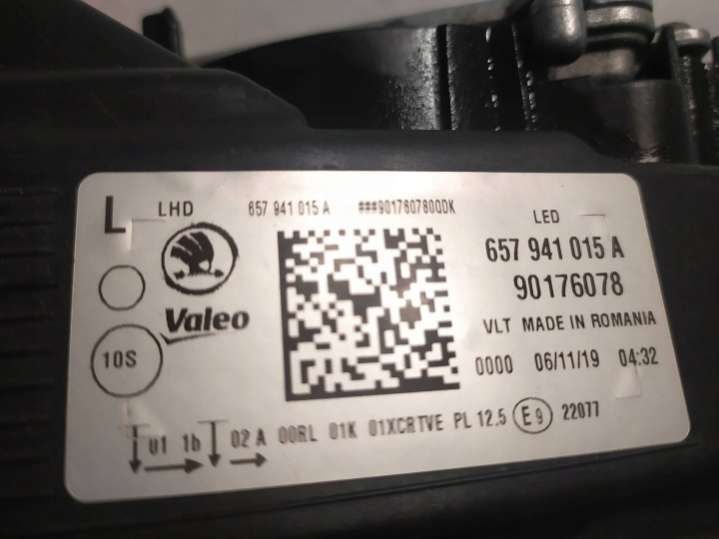 L LHD 657 941 015 A ###9017607800DK
LED
657 941 015 A
90176078
Valeo
VLT MADE IN ROMANIA
10S
0000 06/11/19 04:32
01 1b 02 A 00RL 01K 01XCRTVE PL 12.5 E9 22077